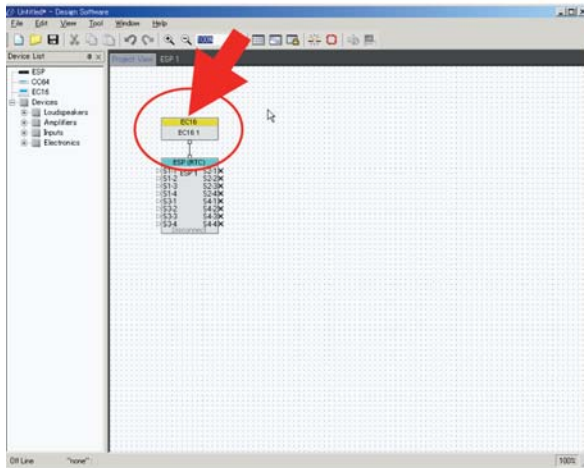 Untitled* - Design Software
File Edit View Tool Window Help
100%
Device List
Project View ESP 1
ESP
CC64
EC16
Devices
Loudspeakers
Amplifiers
Inputs
Electronics
EC16
EC16 1
ESP (RTC)
ESP 1
S1-1 S2-1
S1-2 S2-2
S1-3 S2-3
S1-4 S2-4
S3-1 S4-1
S3-2 S4-2
S3-3 S4-3
S3-4 S4-4
Disconnect
Off Line "none" 100%